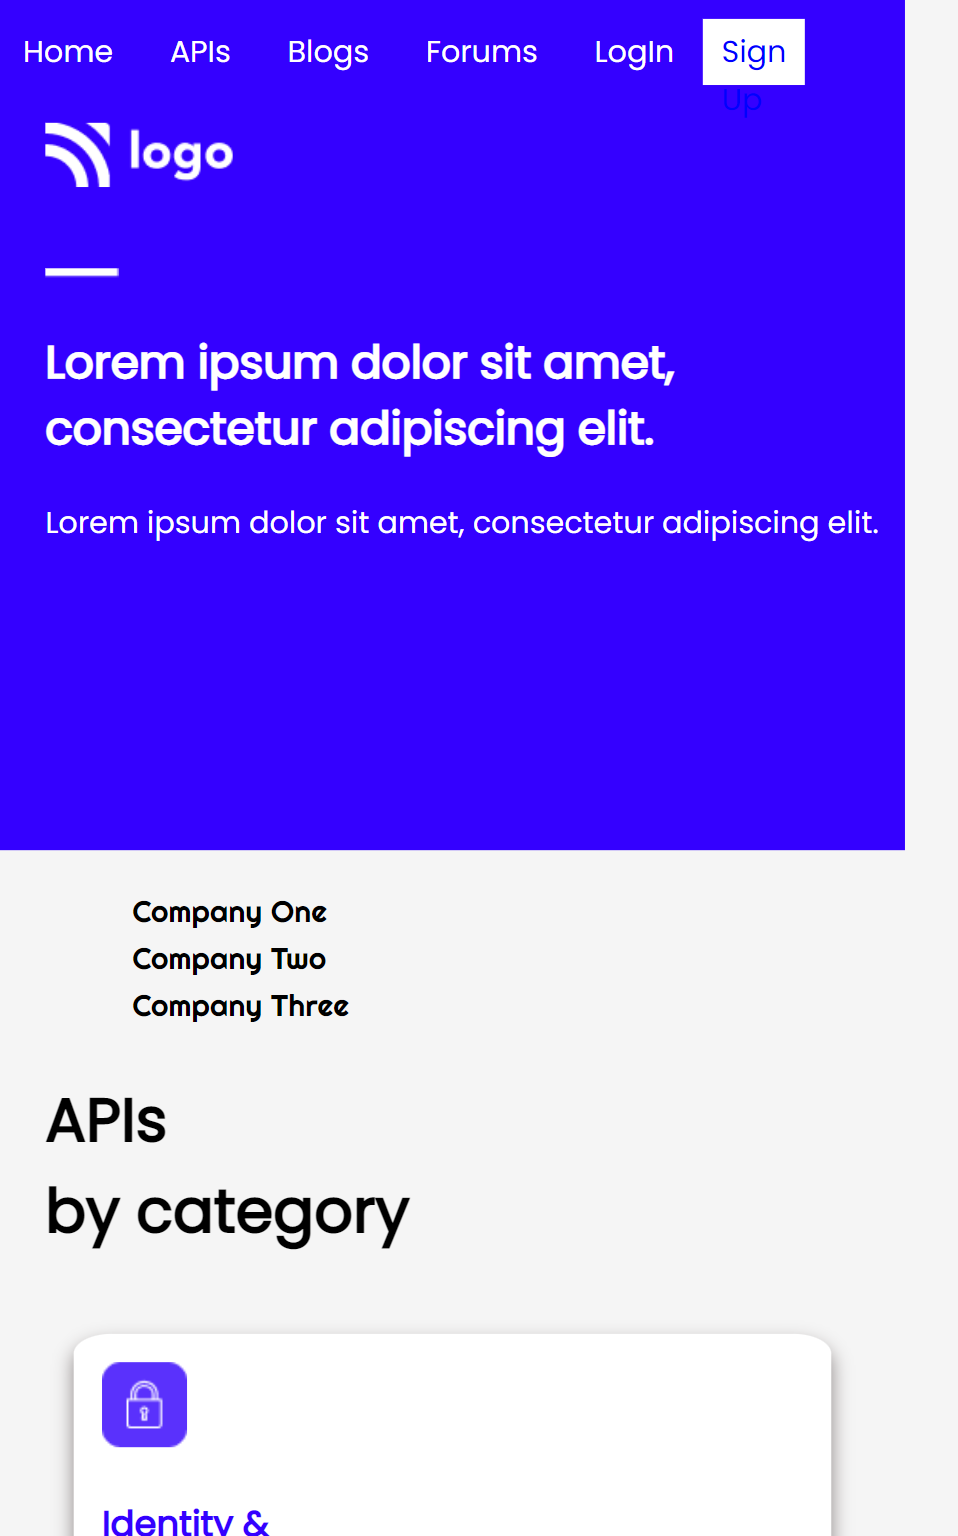 Home APIs Blogs Forums LogIn Sign
Up
logo
Lorem ipsum dolor sit amet,
consectetur adipiscing elit.
Lorem ipsum dolor sit amet, consectetur adipiscing elit.
Company One
Company Two
Company Three
APIs
by category
Identity &